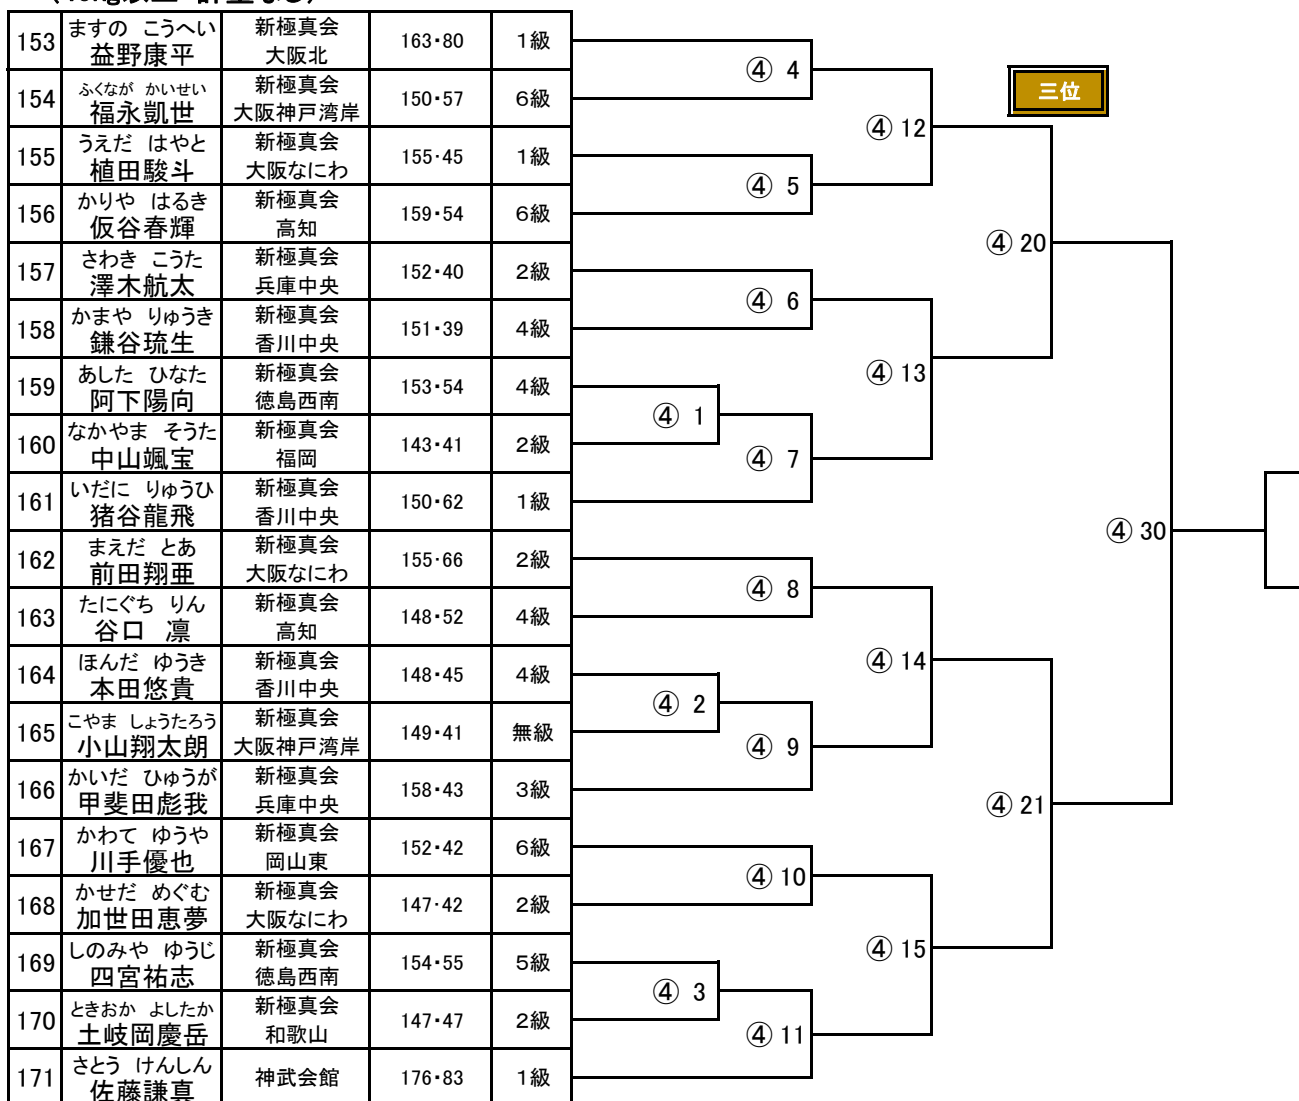 153 ますの こうへい 新極真会 163・80 1級
益野康平 大阪北
154 ふくなが かいせい 新極真会 150・57 6級
福永凱世 大阪神戸湾岸
155 うえだ はやと 新極真会 155・45 1級
植田駿斗 大阪なにわ
156 かりや はるき 新極真会 159・54 6級
仮谷春輝 高知
157 さわき こうた 新極真会 152・40 2級
澤木航太 兵庫中央
158 かまや りゅうき 新極真会 151・39 4級
鎌谷琉生 香川中央
159 あした ひなた 新極真会 153・54 4級
阿下陽向 徳島西南
160 なかやま そうた 新極真会 143・41 2級
中山颯宝 福岡
161 いだに りゅうひ 新極真会 150・62 1級
猪谷龍飛 香川中央
162 まえだ とあ 新極真会 155・66 2級
前田翔亜 大阪なにわ
163 たにぐち りん 新極真会 148・52 4級
谷口 凛 高知
164 ほんだ ゆうき 新極真会 148・45 4級
本田悠貴 香川中央
165 こやま しょうたろう 新極真会 149・41 無級
小山翔太朗 大阪神戸湾岸
166 かいだ ひゅうが 新極真会 158・43 3級
甲斐田彪我 兵庫中央
167 かわて ゆうや 新極真会 152・42 6級
川手優也 岡山東
168 かせだ めぐむ 新極真会 147・42 2級
加世田恵夢 大阪なにわ
169 しのみや ゆうじ 新極真会 154・55 5級
四宮祐志 徳島西南
170 ときおか よしたか 新極真会 147・47 2級
土岐岡慶岳 和歌山
171 さとう けんしん 神武会館 176・83 1級
佐藤謙真
④ 1
④ 2
④ 3
④ 4
④ 5
④ 6
④ 7
④ 8
④ 9
④ 10
④ 11
④ 12
④ 13
④ 14
④ 15
④ 20
④ 21
④ 30
三位